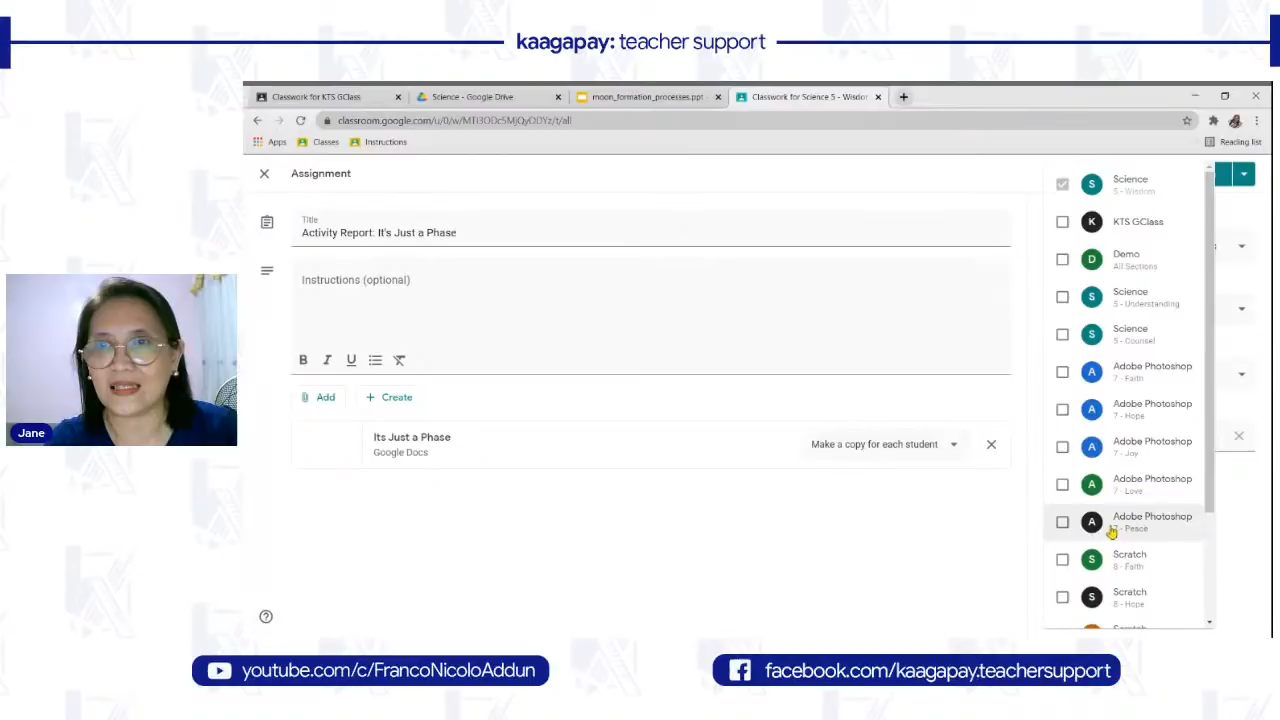 kaagapay: teacher support
Classwork for KTS GClass
Science - Google Drive
moon_formation_processes.ppt -
Classwork for Science 5 - Wisdor
classroom.google.com/u/0/w/MTI3ODc5MjQyODYz/t/all
Apps
Classes
Instructions
Reading list
Assignment
Title
Activity Report: It's Just a Phase
Instructions (optional)
B I U
Add
Create
Its Just a Phase
Google Docs
Make a copy for each student
S Science
5 - Wisdom
K KTS GClass
D Demo
All Sections
S Science
5 - Understanding
S Science
5 - Counsel
A Adobe Photoshop
7 - Faith
A Adobe Photoshop
7 - Hope
A Adobe Photoshop
7 - Joy
A Adobe Photoshop
7 - Love
A Adobe Photoshop
- Peace
S Scratch
8 - Faith
S Scratch
8 - Hope
Jane
youtube.com/c/FrancoNicoloAddun
facebook.com/kaagapay.teachersupport